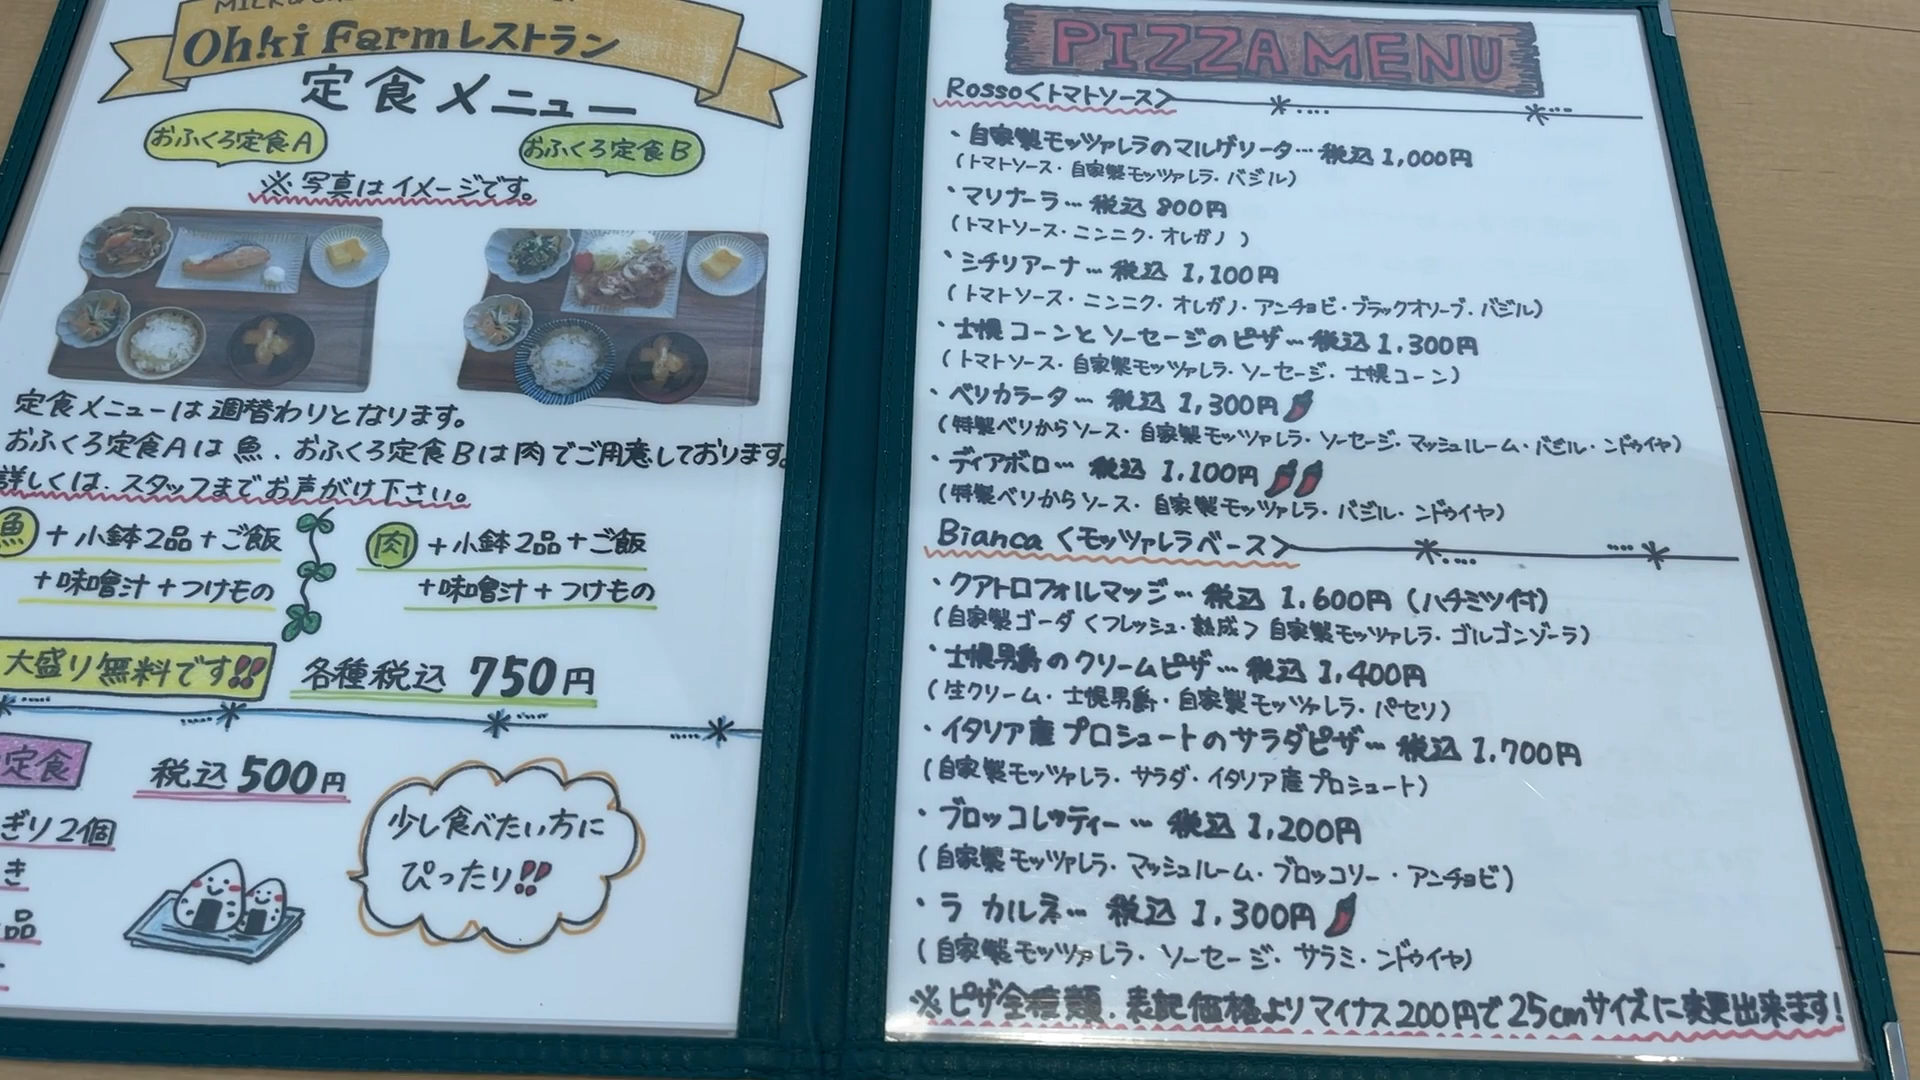 Ohki Farmレストラン
定食メニュー
おふくろ定食A
おふくろ定食B
※写真はイメージです。
定食メニューは週替わりとなります。
おふくろ定食Aは魚、おふくろ定食Bは肉でご用意しております。
詳しくは、スタッフまでお声がけ下さい。
魚+小鉢2品+ご飯
+味噌汁+つけもの
肉+小鉢2品+ご飯
+味噌汁+つけもの
大盛り無料です!!
各種税込 750円
定食
税込500円
ぎり2個
き
品
少し食べたい方に
ぴったり!!
PIZZA MENU
Rosso<トマトソース>
・自家製モッツァレラのマルゲリータ…税込1,000円
(トマトソース・自家製モッツァレラ・バジル)
・マリナーラ…税込800円
(トマトソース・ニンニク・オレガノ)
・シチリアーナ…税込1,100円
(トマトソース・ニンニク・オレガノ・アンチョビ・ブラックオリーブ・バジル)
・士幌コーンとソーセージのピザ…税込1,300円
(トマトソース・自家製モッツァレラ・ソーセージ・士幌コーン)
・ベリカラータ…税込1,300円
(特製ベリからソース・自家製モッツァレラ・ソーセージ・マッシュルーム・バジル・ンドゥイヤ)
・ディアボロ…税込1,100円
(特製ベリからソース・自家製モッツァレラ・バジル・ンドゥイヤ)
Bianca<モッツァレラベース>
・クアトロフォルマッジ…税込1,600円(ハチミツ付)
(自家製ゴーダ<フレッシュ・熟成>自家製モッツァレラ・ゴルゴンゾーラ)
・士幌男爵のクリームピザ…税込1,400円
(生クリーム・士幌男爵・自家製モッツァレラ・パセリ)
・イタリア産プロシュートのサラダピザ…税込1,700円
(自家製モッツァレラ・サラダ・イタリア産プロシュート)
・ブロッコレッティー…税込1,200円
(自家製モッツァレラ・マッシュルーム・ブロッコリー・アンチョビ)
・ラ カルネ…税込1,300円
(自家製モッツァレラ・ソーセージ・サラミ・ンドゥイヤ)
※ピザ全種類、表記価格よりマイナス200円で25cmサイズに変更出来ます!